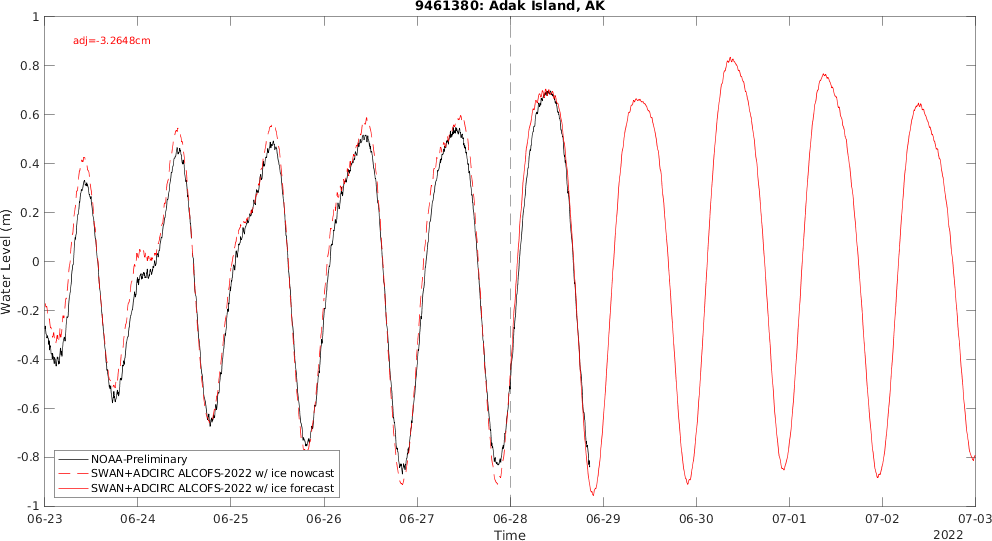 9461380: Adak Island, AK
adj=-3.2648cm
Water Level (m)
1
0.8
0.6
0.4
0.2
0
-0.2
-0.4
-0.6
-0.8
-1
NOAA-Preliminary
SWAN+ADCIRC ALCOFS-2022 w/ ice nowcast
SWAN+ADCIRC ALCOFS-2022 w/ ice forecast
06-23 06-24 06-25 06-26 06-27 06-28 06-29 06-30 07-01 07-02 07-03
Time
2022